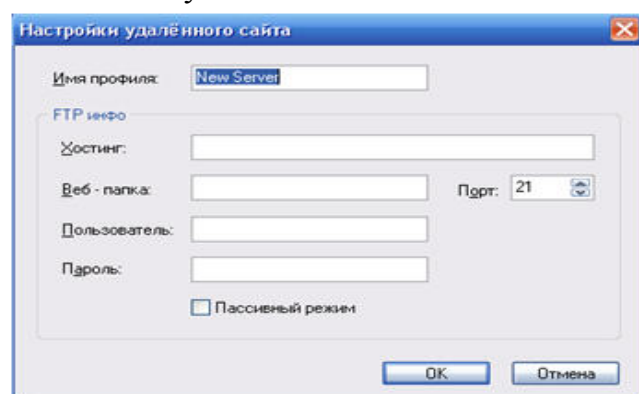 Настройки удалённого сайта
Имя профиля: New Server
FTP инфо
Хостинг:
Веб - папка: Порт: 21
Пользователь:
Пароль:
Пассивный режим
OK Отмена